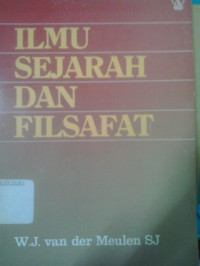 ILMU
SEJARAH
DAN
FILSAFAT
W.J. van der Meulen SJ